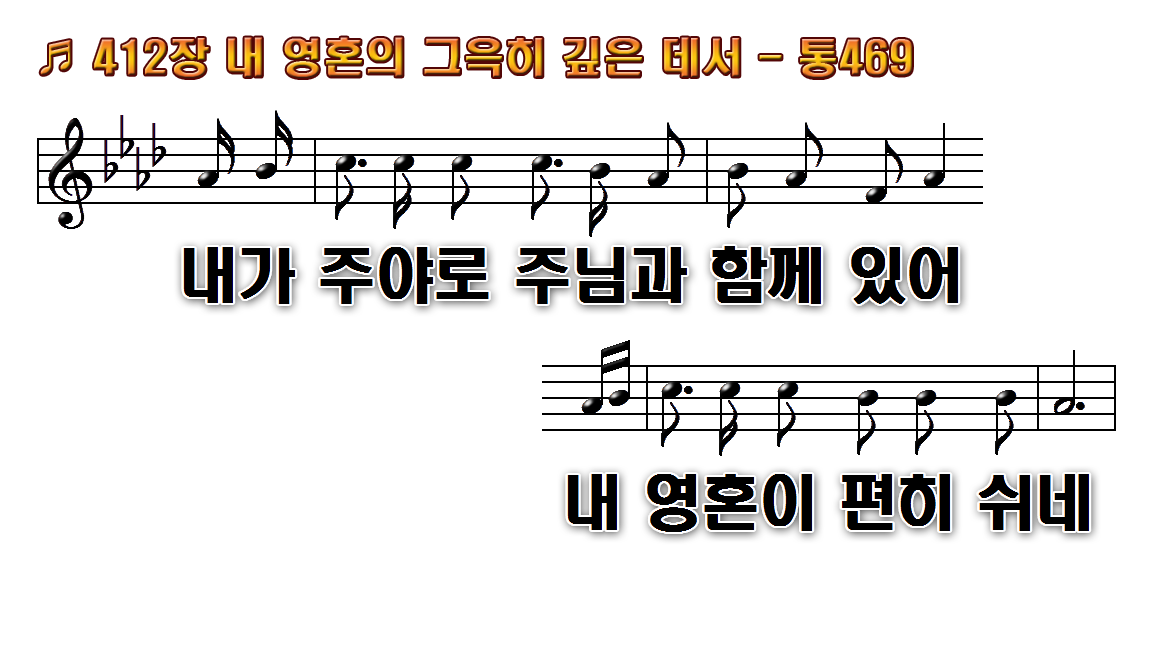 ♬ 412장 내 영혼의 그윽히 깊은 데서 - 통469
내가 주야로 주님과 함께 있어
내 영혼이 편히 쉬네